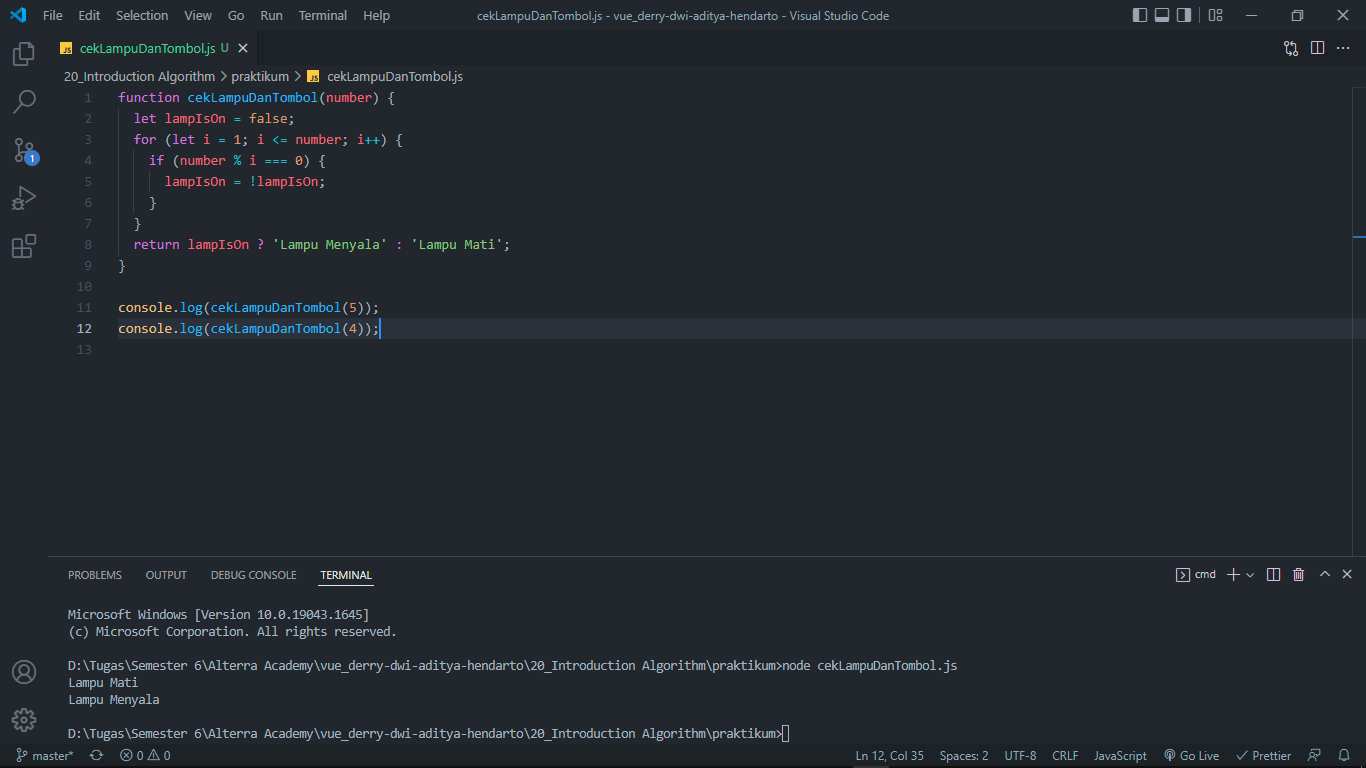 File Edit Selection View Go Run Terminal Help cekLampuDanTombol.js - vue_derry-dwi-aditya-hendarto - Visual Studio Code
JS cekLampuDanTombol.js U
20_Introduction Algorithm > praktikum > JS cekLampuDanTombol.js
1 function cekLampuDanTombol(number) {
2 let lampIsOn = false;
3 for (let i = 1; i <= number; i++) {
4 if (number % i === 0) {
5 lampIsOn = !lampIsOn;
6 }
7 }
8 return lampIsOn ? 'Lampu Menyala' : 'Lampu Mati';
9 }
10
11 console.log(cekLampuDanTombol(5));
12 console.log(cekLampuDanTombol(4));
13
1
PROBLEMS OUTPUT DEBUG CONSOLE TERMINAL cmd
Microsoft Windows [Version 10.0.19043.1645]
(c) Microsoft Corporation. All rights reserved.
D:\Tugas\Semester 6\Alterra Academy\vue_derry-dwi-aditya-hendarto\20_Introduction Algorithm\praktikum>node cekLampuDanTombol.js
Lampu Mati
Lampu Menyala
D:\Tugas\Semester 6\Alterra Academy\vue_derry-dwi-aditya-hendarto\20_Introduction Algorithm\praktikum>
master* 0 0 Ln 12, Col 35 Spaces: 2 UTF-8 CRLF JavaScript Go Live Prettier